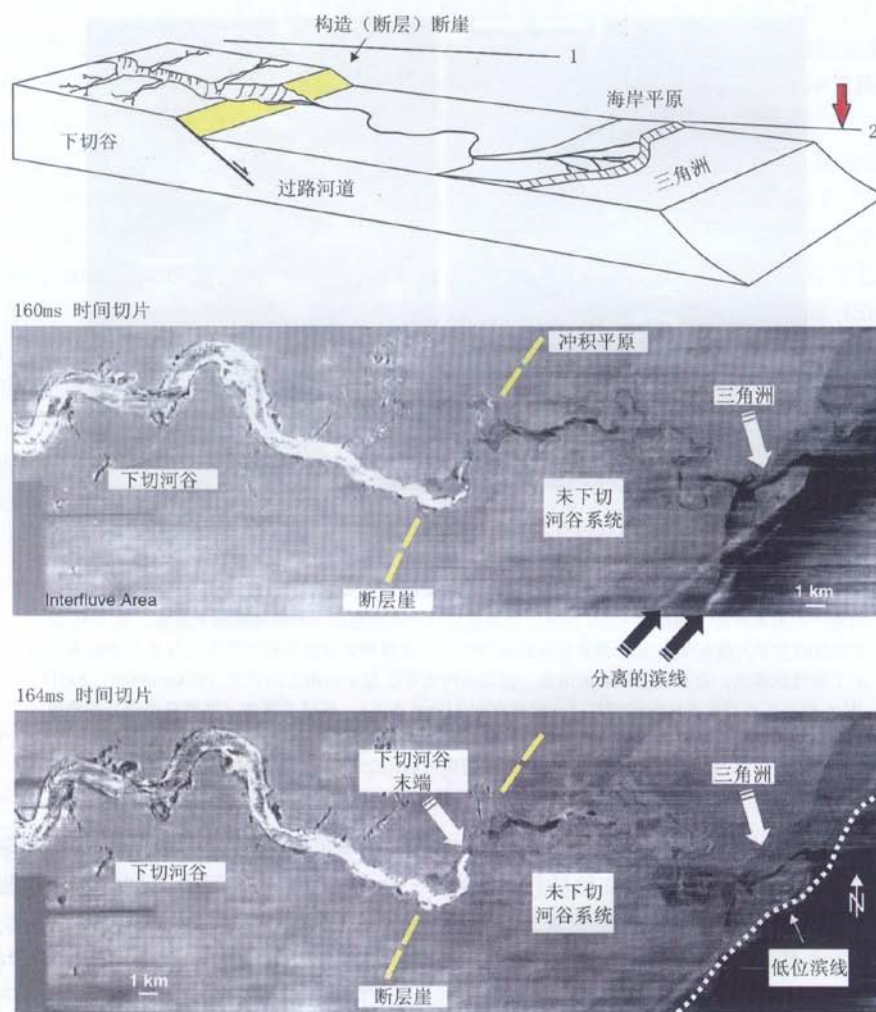 构造（断层）断崖
1
海岸平原
2
下切谷
过路河道
三角洲
160ms 时间切片
冲积平原
三角洲
下切河谷
未下切
河谷系统
断层崖
Interfluve Area
1 km
分离的滨线
164ms 时间切片
下切河谷
末端
三角洲
下切河谷
未下切
河谷系统
N
低位滨线
1 km
断层崖